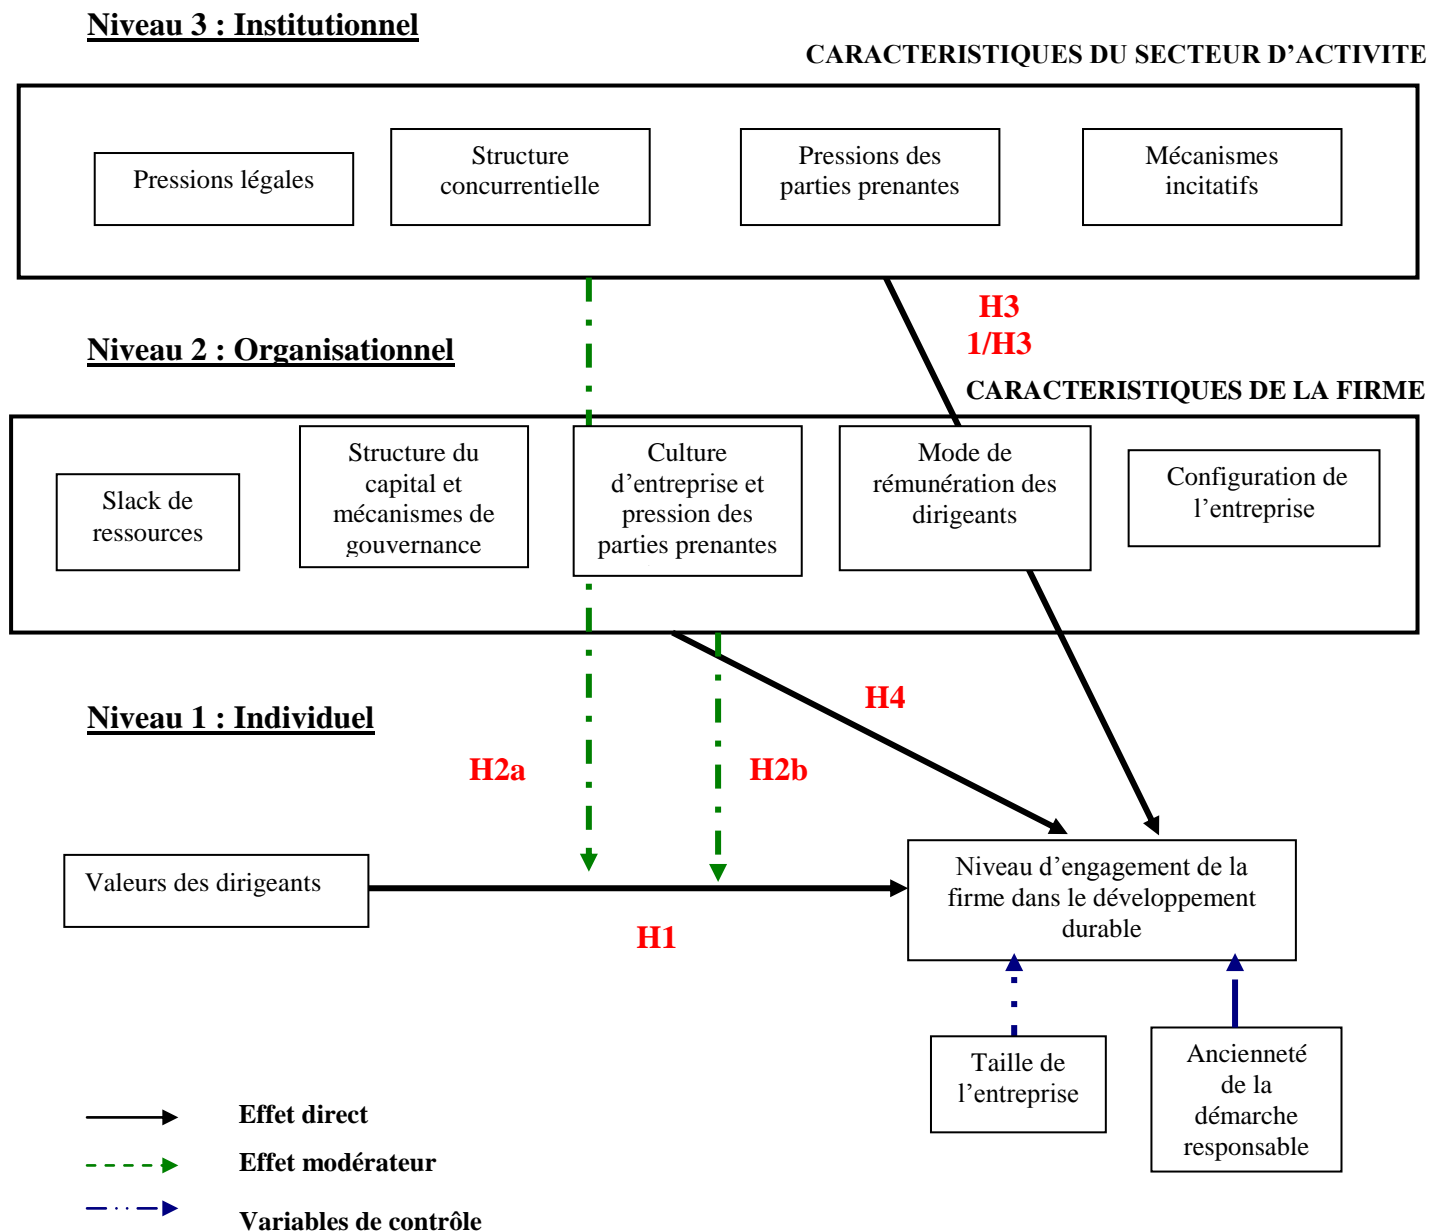 Niveau 3 : Institutionnel
CARACTERISTIQUES DU SECTEUR D’ACTIVITE
Pressions légales
Structure
concurrentielle
Pressions des
parties prenantes
Mécanismes
incitatifs
H3
1/H3
Niveau 2 : Organisationnel
CARACTERISTIQUES DE LA FIRME
Slack de
ressources
Structure du
capital et
mécanismes de
gouvernance
Culture
d’entreprise et
pression des
parties prenantes
Mode de
rémunération des
dirigeants
Configuration de
l’entreprise
Niveau 1 : Individuel
H4
H2a
H2b
Valeurs des dirigeants
H1
Niveau d’engagement de la
firme dans le développement
durable
Taille de
l’entreprise
Ancienneté
de la
démarche
responsable
Effet direct
Effet modérateur
Variables de contrôle